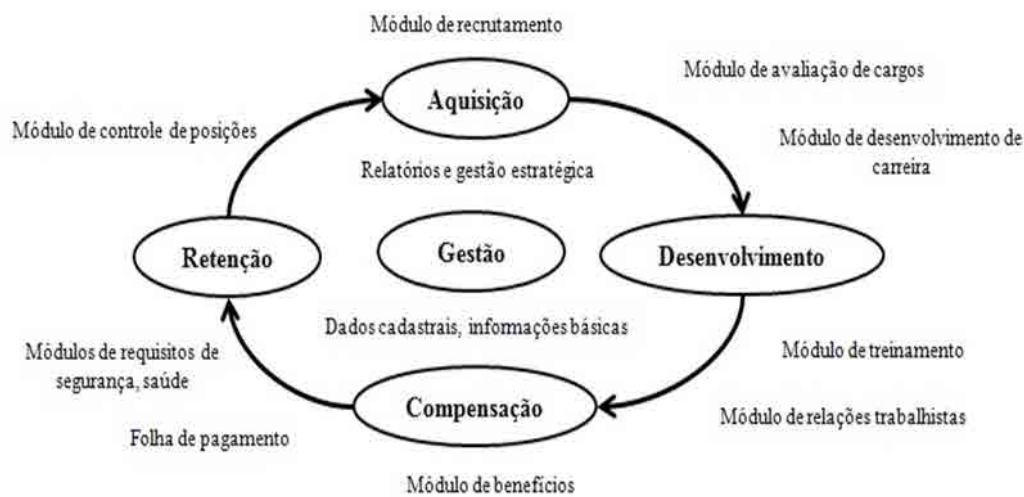 Módulo de recrutamento
Aquisição
Módulo de avaliação de cargos
Módulo de controle de posições
Módulo de desenvolvimento de
carreira
Relatórios e gestão estratégica
Retenção
Gestão
Desenvolvimento
Dados cadastrais, informações básicas
Módulos de requisitos de
segurança, saúde
Módulo de treinamento
Compensação
Módulo de relações trabalhistas
Folha de pagamento
Módulo de benefícios